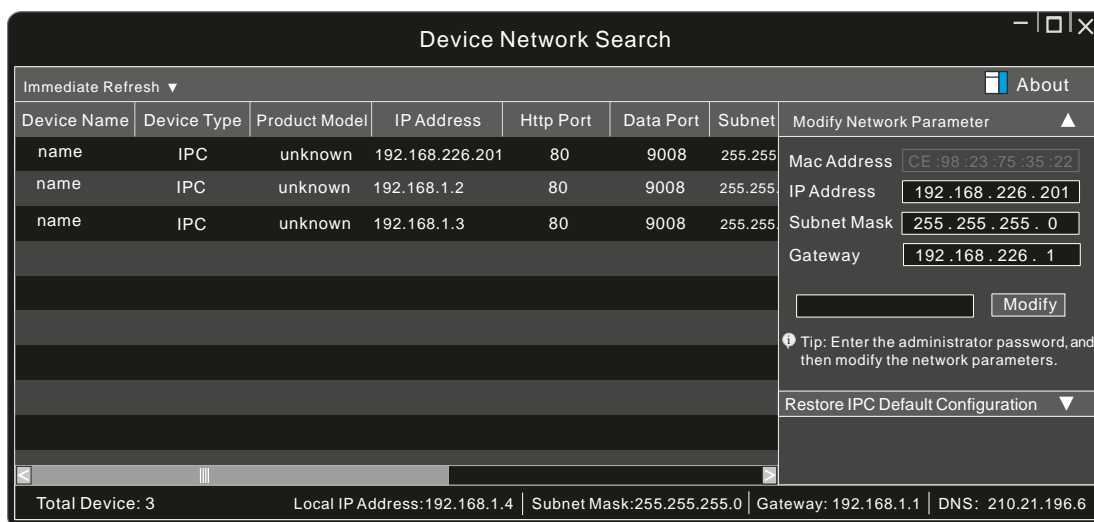 Device Network Search
Immediate Refresh ▼
About
Device Name Device Type Product Model IP Address Http Port Data Port Subnet
name IPC unknown 192.168.226.201 80 9008 255.255
name IPC unknown 192.168.1.2 80 9008 255.255.
name IPC unknown 192.168.1.3 80 9008 255.255.
Modify Network Parameter
Mac Address CE :98 :23 :75 :35 :22
IP Address 192 .168 . 226 . 201
Subnet Mask 255 . 255 . 255 . 0
Gateway 192 .168 . 226 . 1
Modify
Tip: Enter the administrator password, and
then modify the network parameters.
Restore IPC Default Configuration
Total Device: 3 Local IP Address:192.168.1.4 Subnet Mask:255.255.255.0 Gateway: 192.168.1.1 DNS: 210.21.196.6